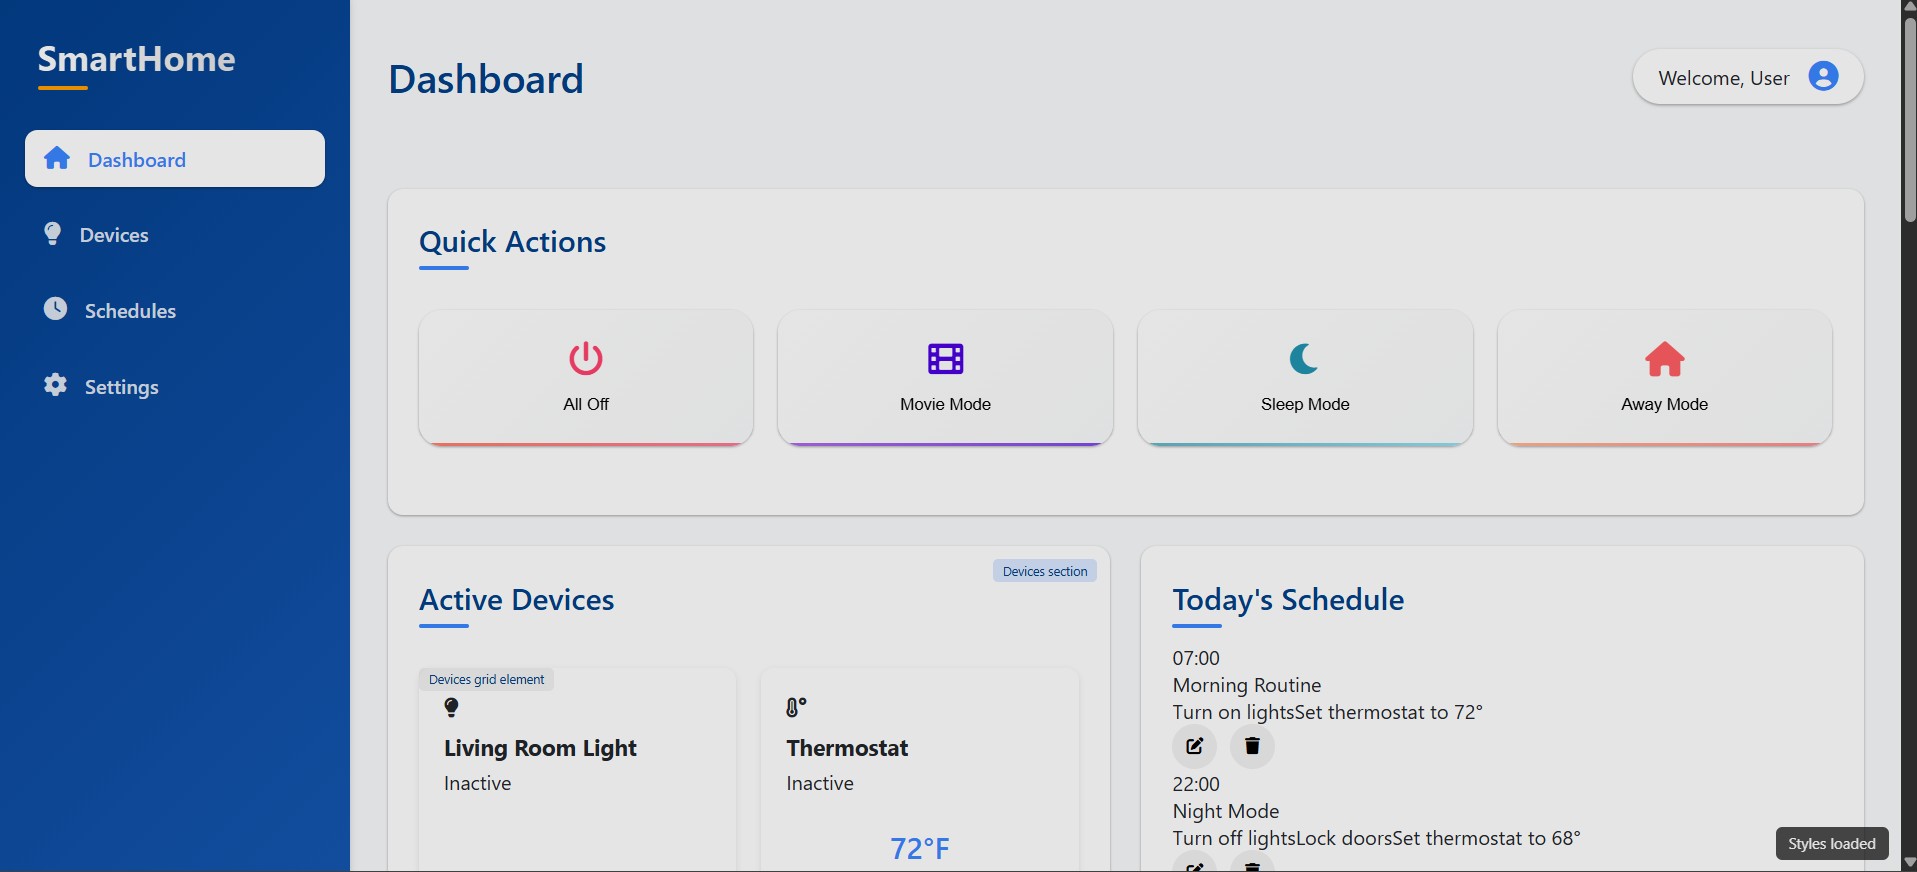 SmartHome
Dashboard
Devices
Schedules
Settings
Dashboard
Welcome, User
Quick Actions
All Off
Movie Mode
Sleep Mode
Away Mode
Devices section
Active Devices
Devices grid element
Living Room Light
Inactive
Thermostat
Inactive
72°F
Today's Schedule
07:00
Morning Routine
Turn on lightsSet thermostat to 72°
22:00
Night Mode
Turn off lightsLock doorsSet thermostat to 68°
Styles loaded